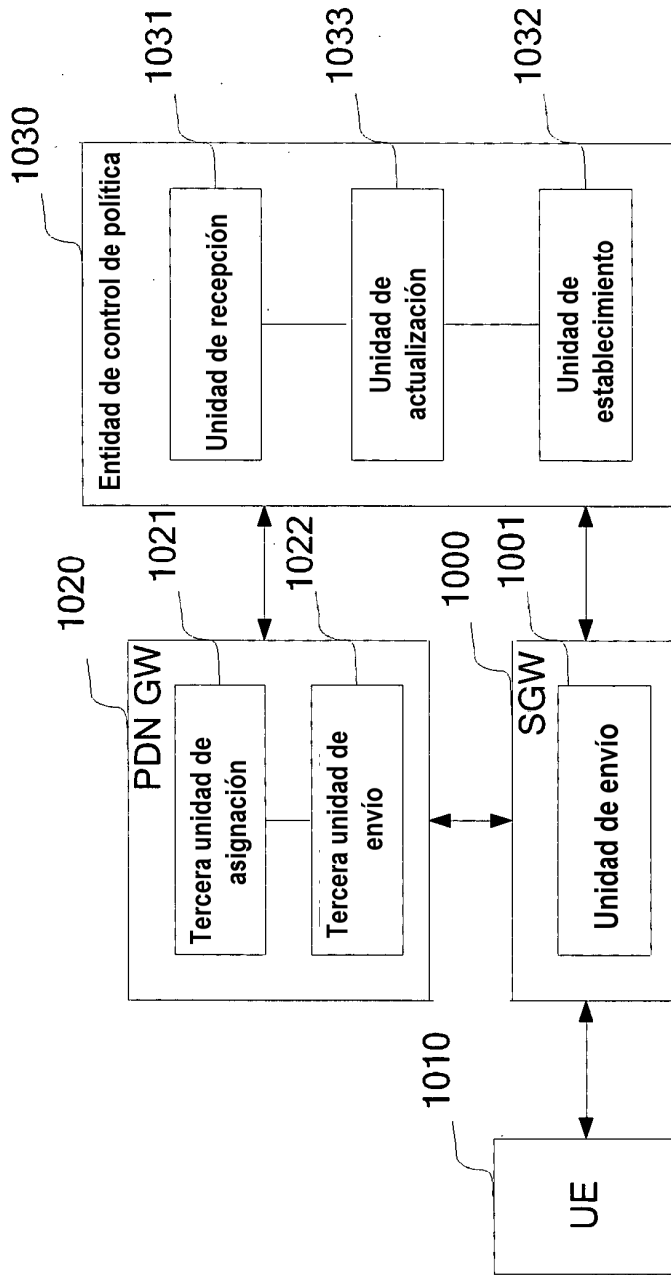 1030
Entidad de control de política
1031
Unidad de recepción
1033
Unidad de
actualización
1032
Unidad de
establecimiento
1020
PDN GW
1021
Tercera unidad de
asignación
1022
Tercera unidad de
envío
1000
SGW
1001
Unidad de envío
1010
UE